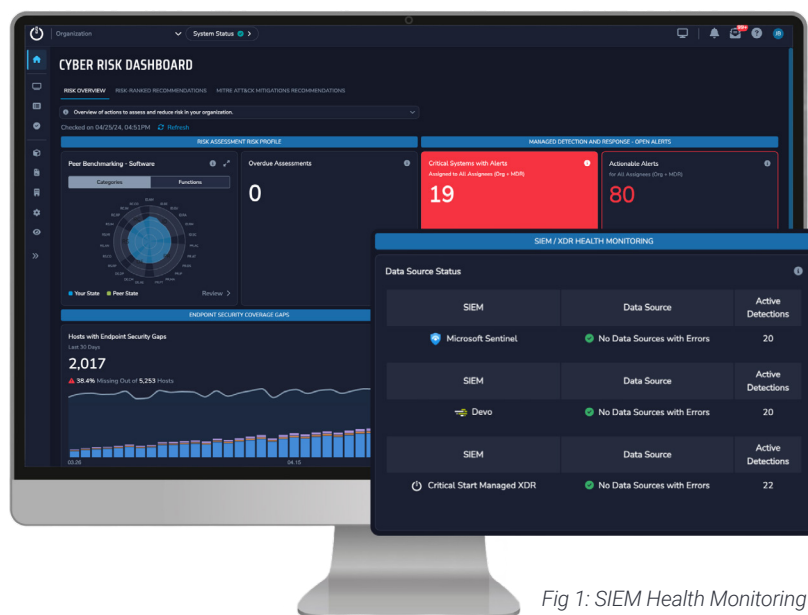 Organization
System Status
99+
JB
CYBER RISK DASHBOARD
RISK OVERVIEW
RISK-RANKED RECOMMENDATIONS
MITRE ATT&CK MITIGATIONS RECOMMENDATIONS
Overview of actions to assess and reduce risk in your organization.
Checked on 04/25/24, 04:51PM
Refresh
RISK ASSESSMENT RISK PROFILE
MANAGED DETECTION AND RESPONSE - OPEN ALERTS
Peer Benchmarking - Software
Categories
Functions
Your State
Peer State
Review
Overdue Assessments
0
Critical Systems with Alerts
Assigned to All Assignees (Org + MDR)
19
Actionable Alerts
for All Assignees (Org + MDR)
80
ENDPOINT SECURITY COVERAGE GAPS
Hosts with Endpoint Security Gaps
Last 30 Days
2,017
38.4% Missing Out of 5,253 Hosts
03.26
04.15
SIEM / XDR HEALTH MONITORING
Data Source Status
SIEM Data Source Active Detections
Microsoft Sentinel No Data Sources with Errors 20
SIEM Data Source Active Detections
Devo No Data Sources with Errors 20
SIEM Data Source Active Detections
Critical Start Managed XDR No Data Sources with Errors 22
Fig 1: SIEM Health Monitoring